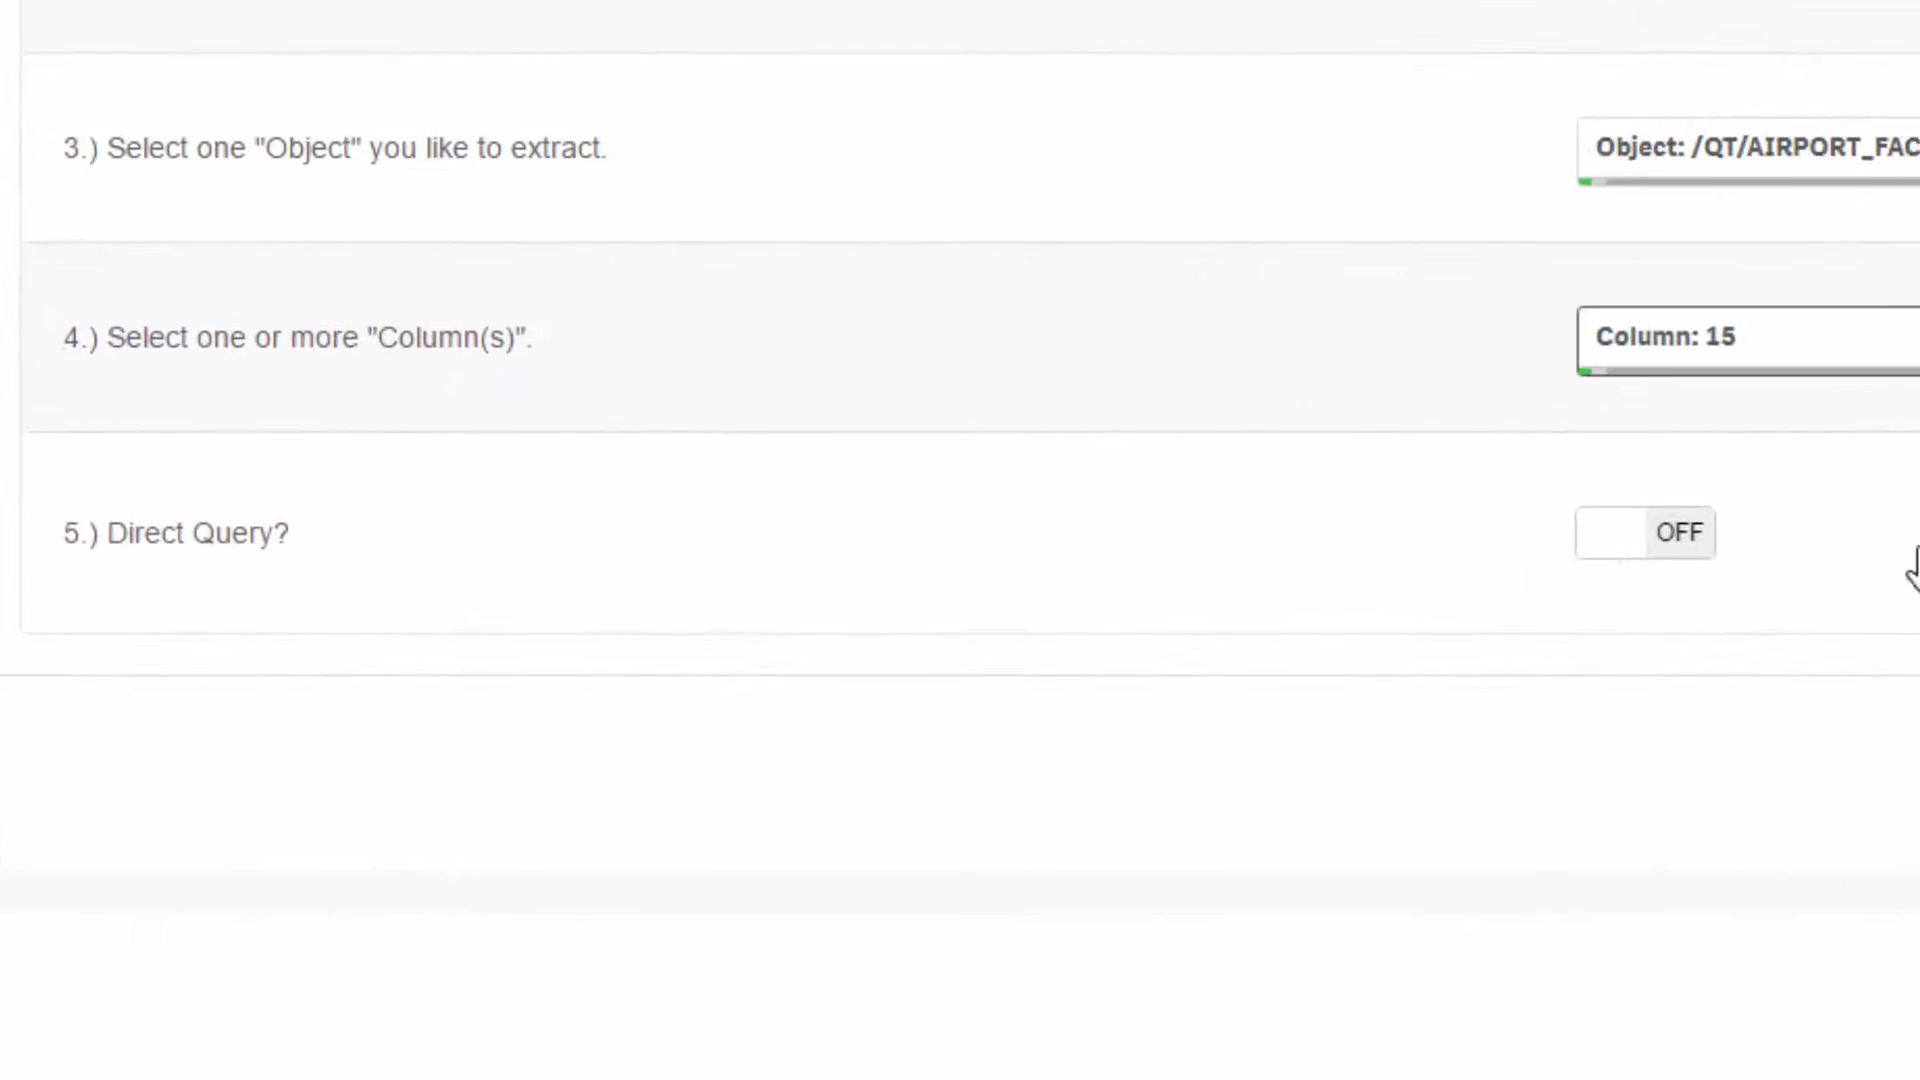 3.) Select one "Object" you like to extract.
Object: /QT/AIRPORT_FAC
4.) Select one or more "Column(s)".
Column: 15
5.) Direct Query?
OFF